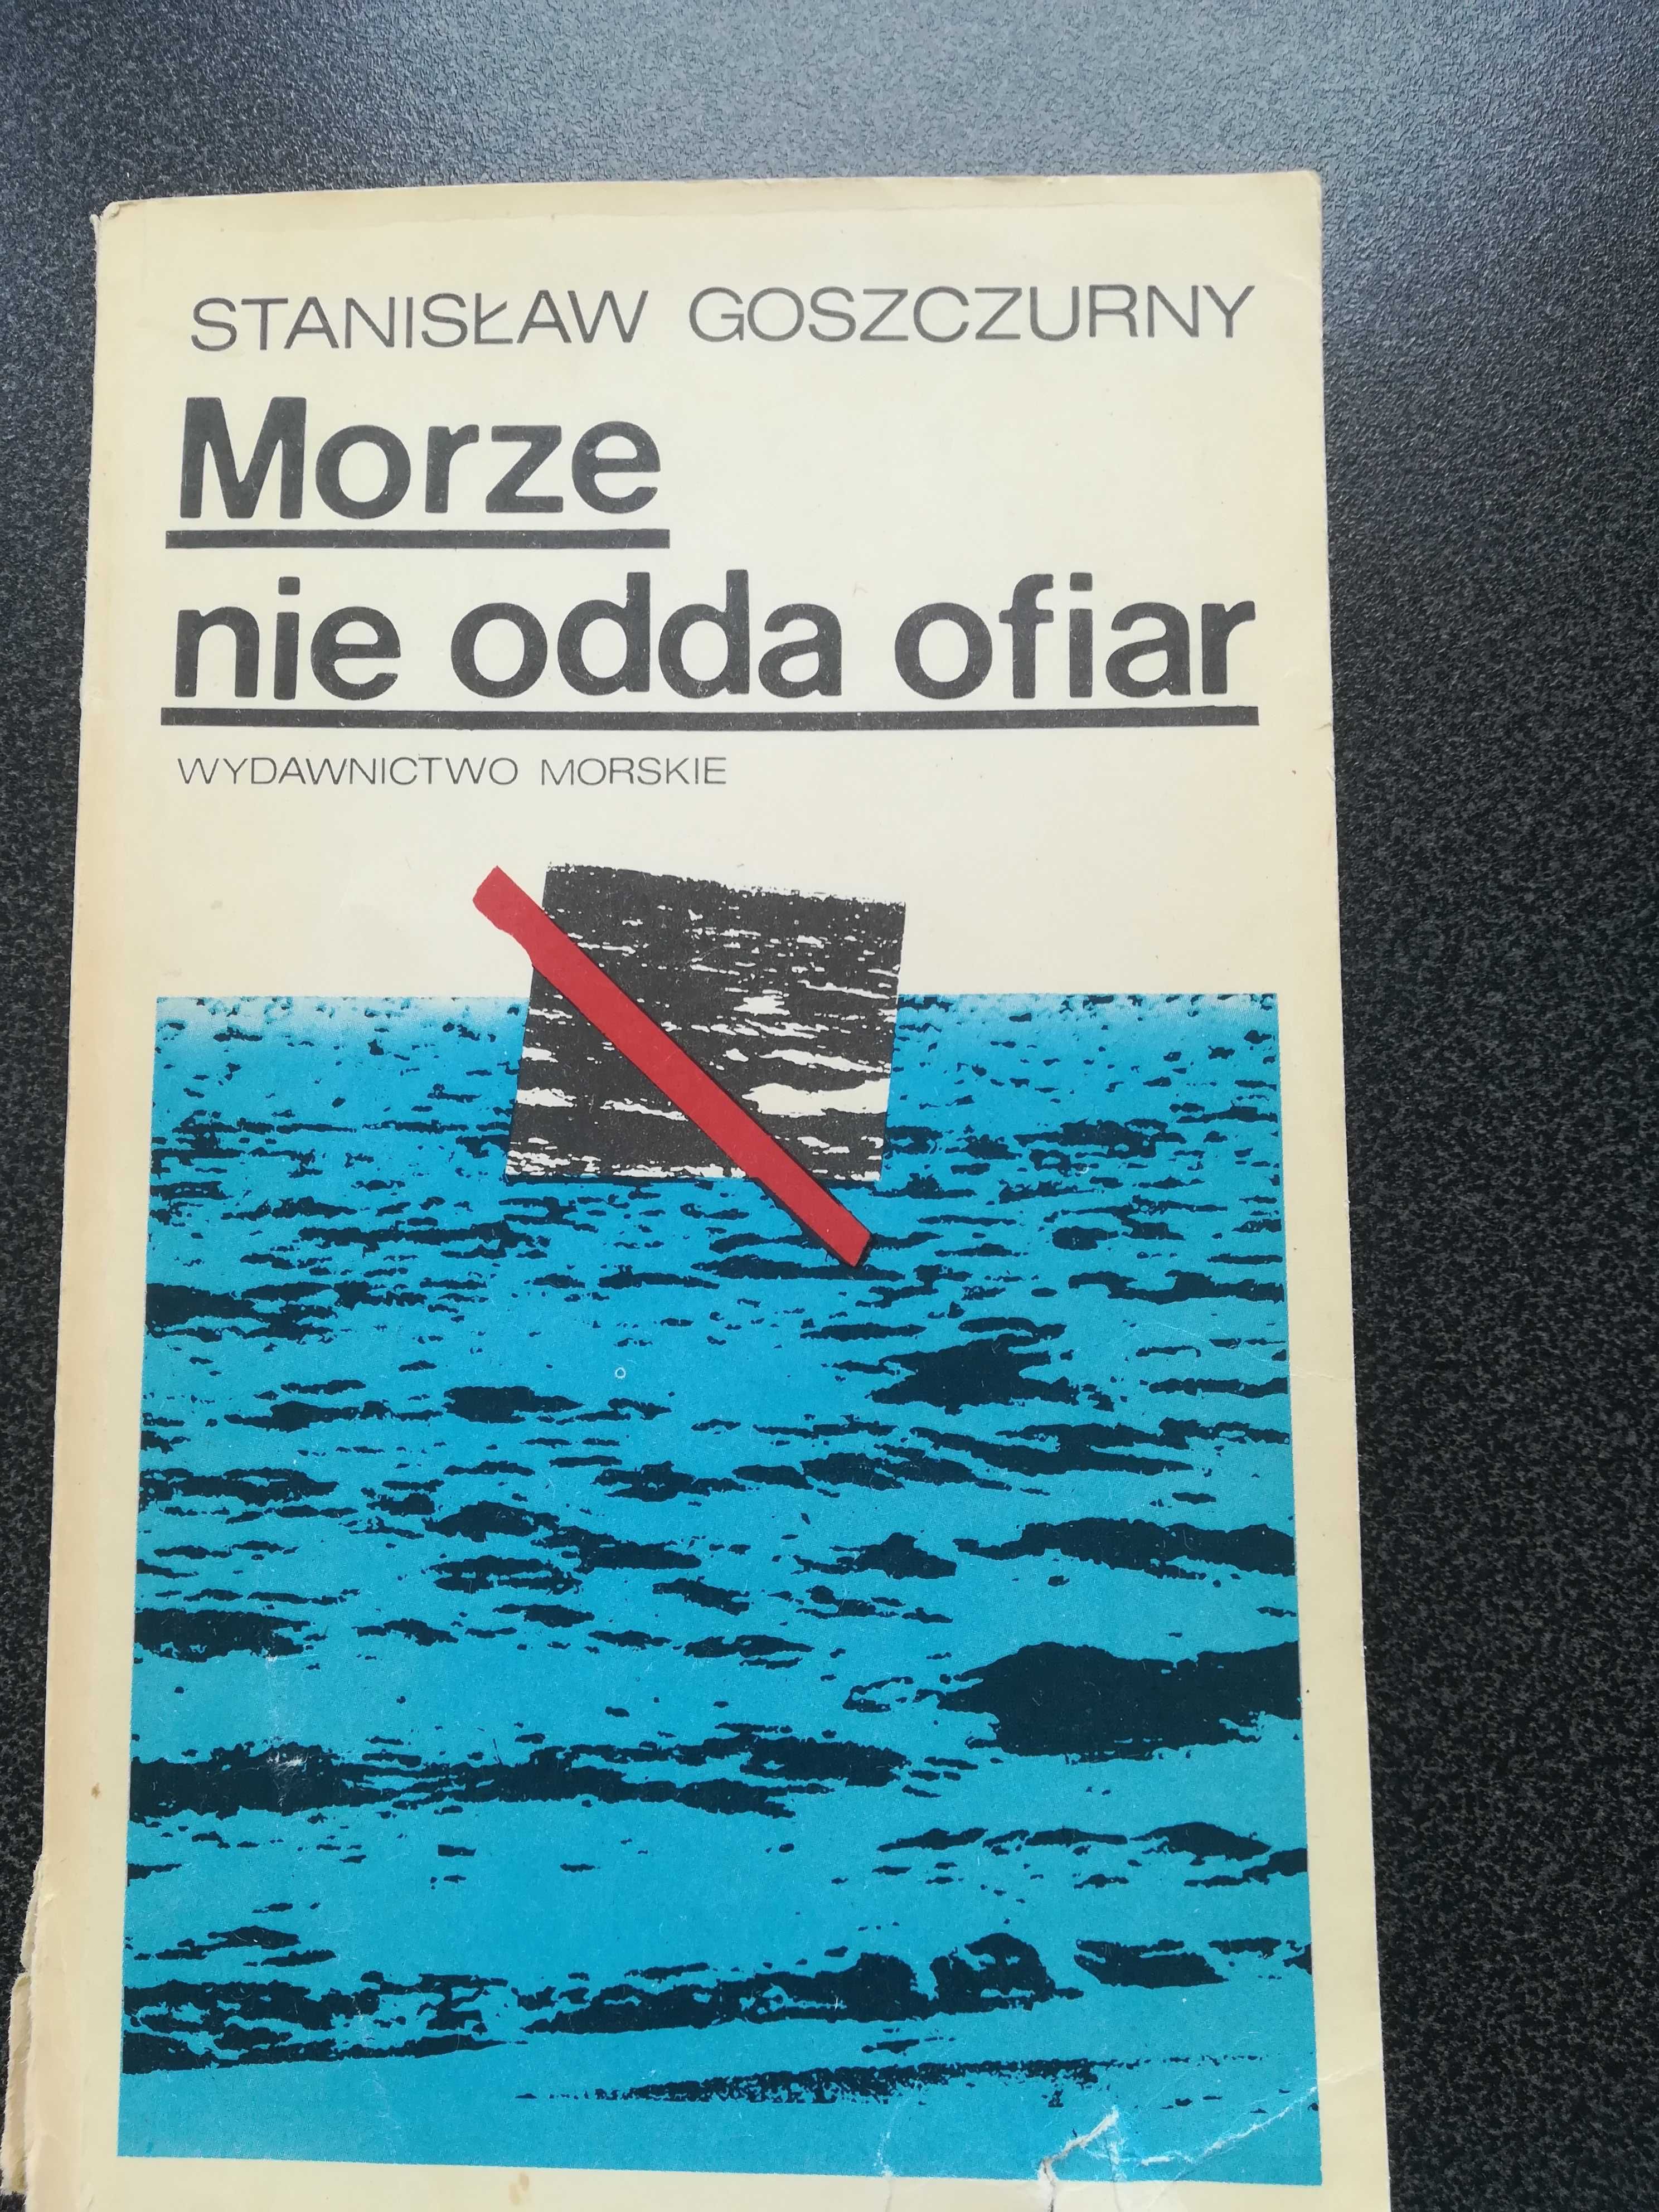 STANISŁAW GOSZCZURNY
Morze
nie odda ofiar
WYDAWNICTWO MORSKIE